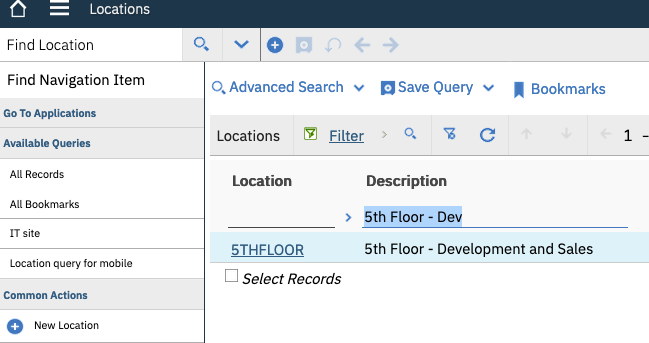 Locations
Find Location
Find Navigation Item
Go To Applications
Available Queries
All Records
All Bookmarks
IT site
Location query for mobile
Common Actions
New Location
Advanced Search Save Query Bookmarks
Locations Filter 1 -
Location Description
5th Floor - Dev
5THFLOOR 5th Floor - Development and Sales
Select Records